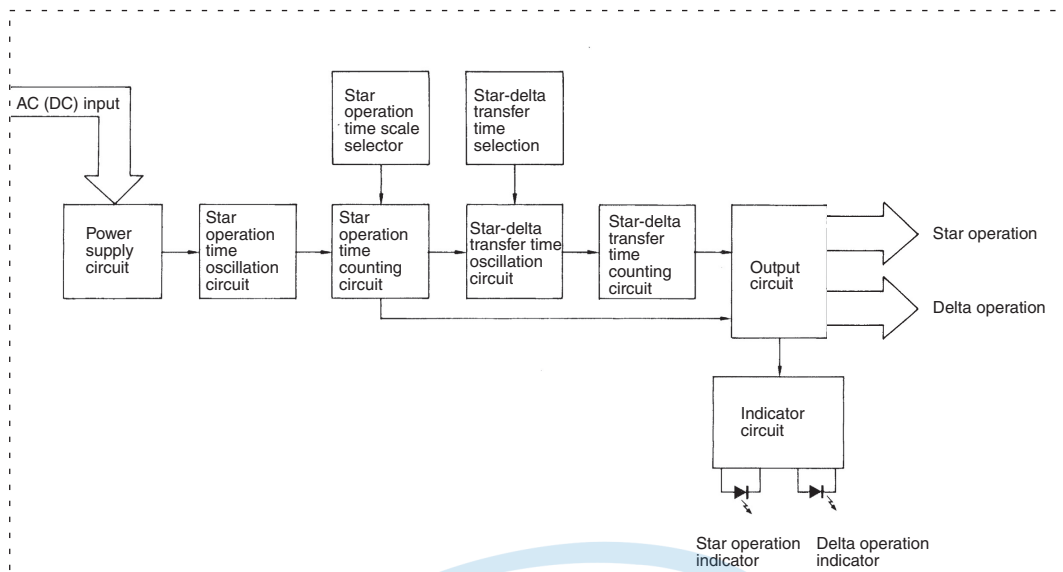 AC (DC) input
Star
operation
time scale
selector
Star-delta
transfer
time
selection
Power
supply
circuit
Star
operation
time
oscillation
circuit
Star
operation
time
counting
circuit
Star-delta
transfer time
oscillation
circuit
Star-delta
transfer
time
counting
circuit
Output
circuit
Star operation
Delta operation
Indicator
circuit
Star operation
indicator
Delta operation
indicator